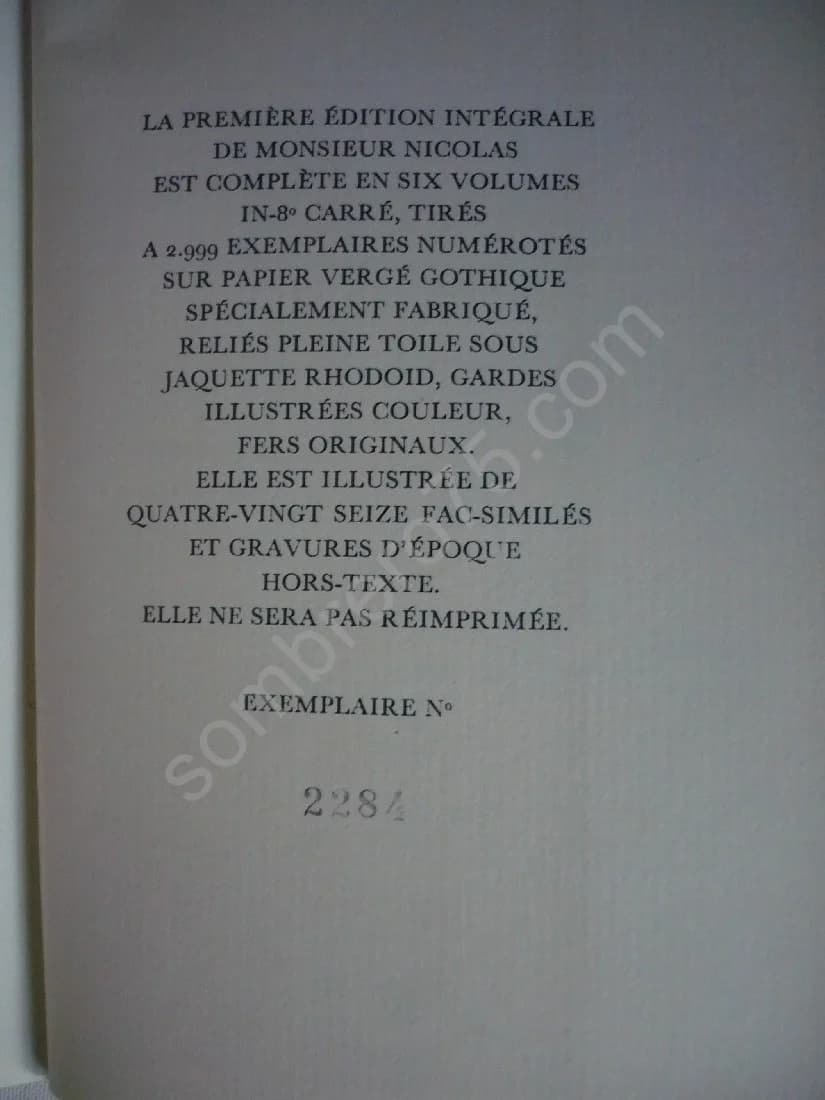 LA PREMIÈRE ÉDITION INTÉGRALE
DE MONSIEUR NICOLAS
EST COMPLÈTE EN SIX VOLUMES
IN-8º CARRÉ, TIRÉS
A 2.999 EXEMPLAIRES NUMÉROTÉS
SUR PAPIER VERGÉ GOTHIQUE
SPÉCIALEMENT FABRIQUÉ,
RELIÉS PLEINE TOILE SOUS
JAQUETTE RHODOID, GARDES
ILLUSTRÉES COULEUR,
FERS ORIGINAUX.
ELLE EST ILLUSTRÉE DE
QUATRE-VINGT SEIZE FAC-SIMILÉS
ET GRAVURES D'ÉPOQUE
HORS-TEXTE.
ELLE NE SERA PAS RÉIMPRIMÉE.
EXEMPLAIRE Nº
2284